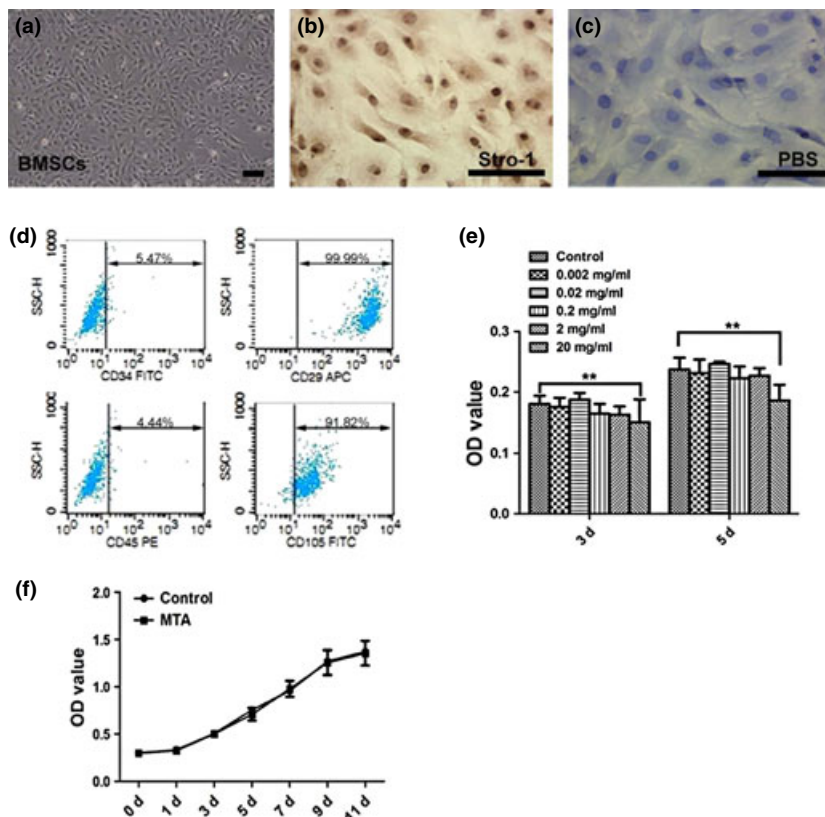 (a)
BMSCs
(b)
Stro-1
(c)
PBS
(d)
1000
SSC-H
0
5.47%
10^0 10^1 10^2 10^3 10^4
CD34 FITC
1000
SSC-H
0
99.99%
10^0 10^1 10^2 10^3 10^4
CD29 APC
1000
SSC-H
0
4.44%
10^0 10^1 10^2 10^3 10^4
CD45 PE
1000
SSC-H
0
91.82%
10^0 10^1 10^2 10^3 10^4
CD105 FITC
(e)
Control
0.002 mg/ml
0.02 mg/ml
0.2 mg/ml
2 mg/ml
20 mg/ml
OD value
0.3
0.2
0.1
0.0
**
**
3 d
5 d
(f)
Control
MTA
OD value
2.0
1.5
1.0
0.5
0.0
0 d
1 d
3 d
5 d
7 d
9 d
11 d